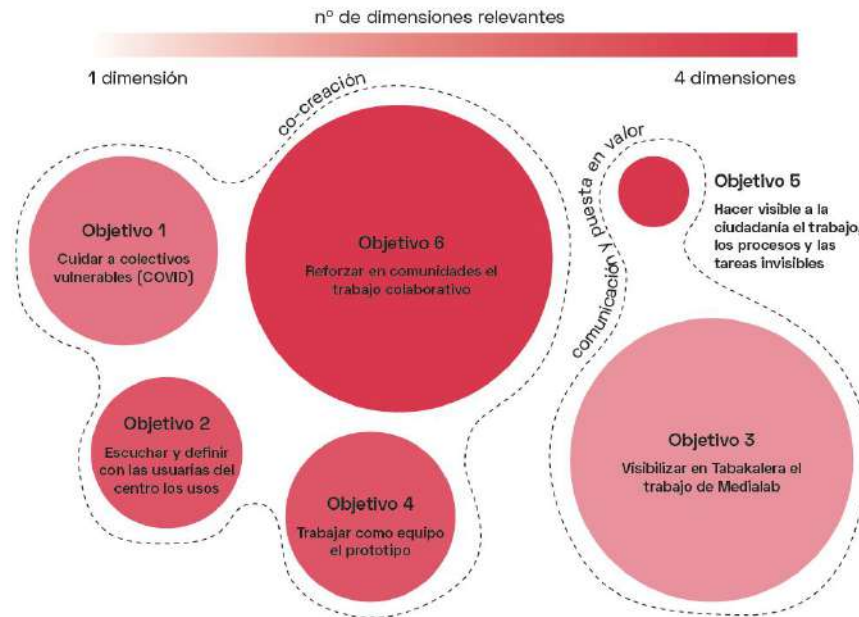 nº de dimensiones relevantes
1 dimensión
4 dimensiones
co-creación
Objetivo 1
Cuidar a colectivos
vulnerables (COVID)
Objetivo 6
Reforzar en comunidades el
trabajo colaborativo
Objetivo 2
Escuchar y definir
con las usuarias del
centro los usos
Objetivo 4
Trabajar como equipo
el prototipo
comunicación y puesta en valor
Objetivo 5
Hacer visible a la
ciudadanía el trabajo,
los procesos y las
tareas invisibles
Objetivo 3
Visibilizar en Tabakalera el
trabajo de Medialab